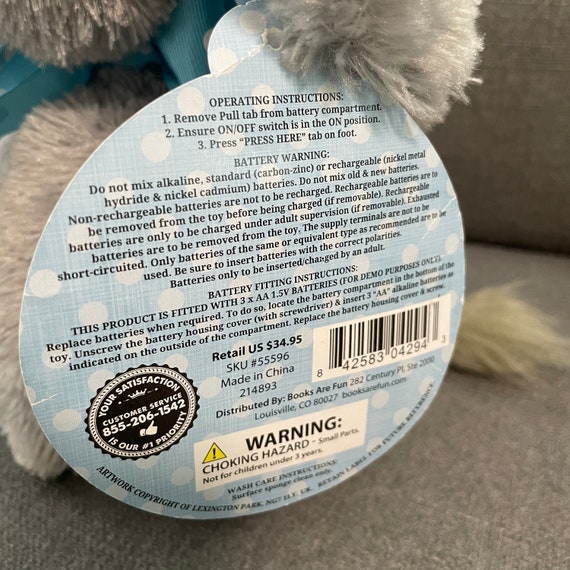 OPERATING INSTRUCTIONS:
1. Remove Pull tab from battery compartment.
2. Ensure ON/OFF switch is in the ON position.
3. Press “PRESS HERE” tab on foot.
BATTERY WARNING:
Do not mix alkaline, standard (carbon-zinc) or rechargeable (nickel metal
hydride & nickel cadmium) batteries. Do not mix old & new batteries.
Non-rechargeable batteries are not to be recharged. Rechargeable batteries are to
be removed from the toy before being charged (if removable). Rechargeable
batteries are only to be charged under adult supervision (if removable). Exhausted
batteries are to be removed from the toy. The supply terminals are not to be
short-circuited. Only batteries of the same or equivalent type as recommended are to be
used. Be sure to insert batteries with the correct polarities.
Batteries only to be inserted/changed by an adult.
BATTERY FITTING INSTRUCTIONS:
THIS PRODUCT IS FITTED WITH 3 x AA 1.5V BATTERIES (FOR DEMO PURPOSES ONLY).
Replace batteries when required. To do so, locate the battery compartment in the bottom of the
toy. Unscrew the battery housing cover (with screwdriver) & insert 3 “AA” alkaline batteries as
indicated on the outside of the compartment. Replace the battery housing cover & screw.
Retail US $34.95
SKU #55596
Made in China
214893
8 42583 04294 3
Distributed By: Books Are Fun 282 Century Pl, Ste 2000
Louisville, CO 80027 booksarefun.com
YOUR SATISFACTION
CUSTOMER SERVICE
855-206-1542
IS OUR #1 PRIORITY
WARNING:
CHOKING HAZARD - Small Parts.
Not for children under 3 years.
WASH CARE INSTRUCTIONS:
Surface sponge clean only.
ARTWORK COPYRIGHT OF LEXINGTON PARK, NG7 1LY, UK. RETAIN LABEL FOR FUTURE REFERENCE